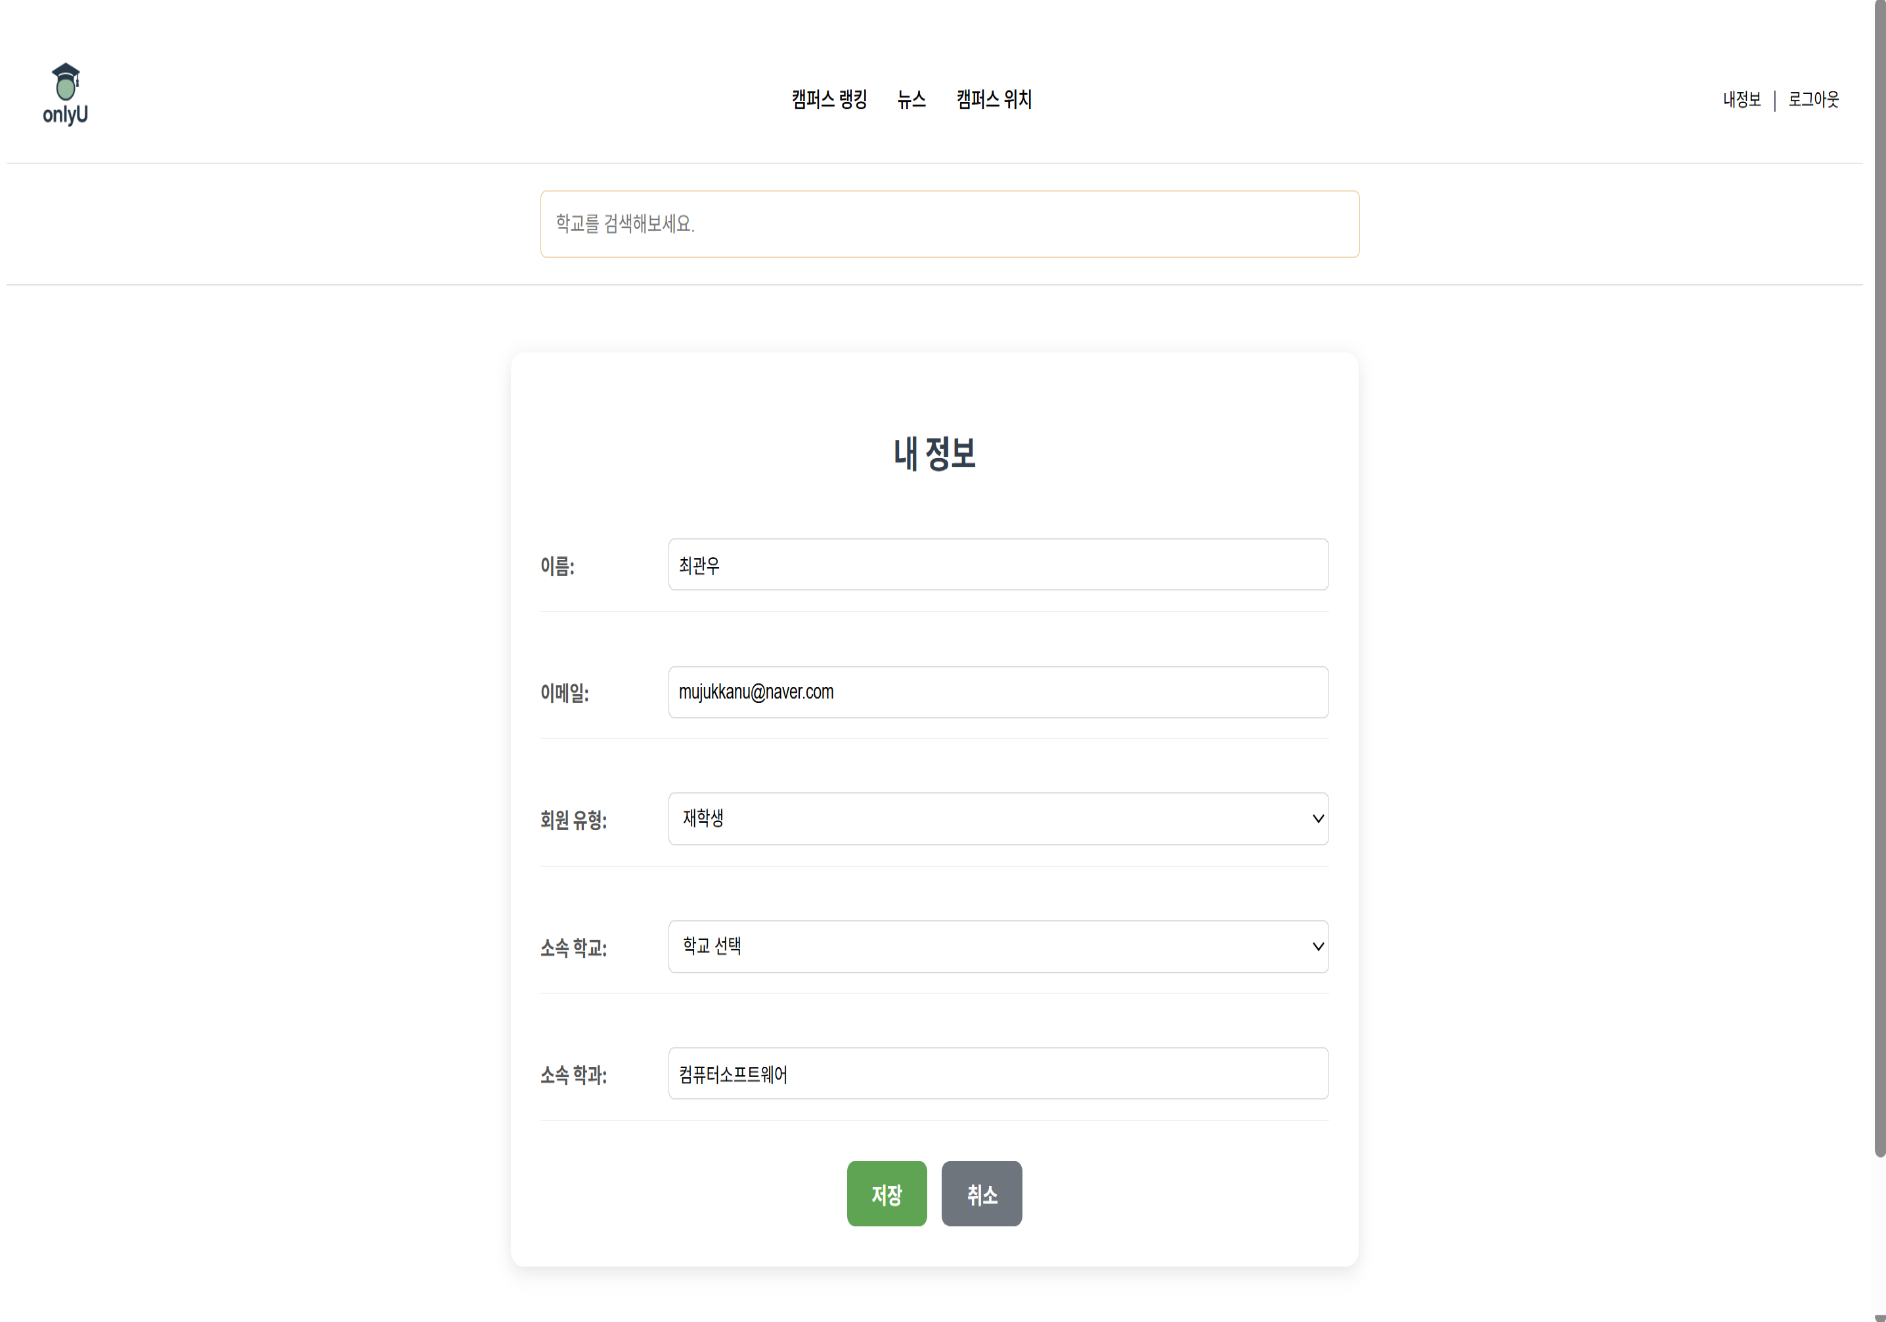 onlyU
캠퍼스 랭킹 뉴스 캠퍼스 위치
내정보 | 로그아웃
학교를 검색해보세요.
내 정보
이름: 최관우
이메일: mujukkanu@naver.com
회원 유형: 재학생
소속 학교: 학교 선택
소속 학과: 컴퓨터소프트웨어
저장 취소